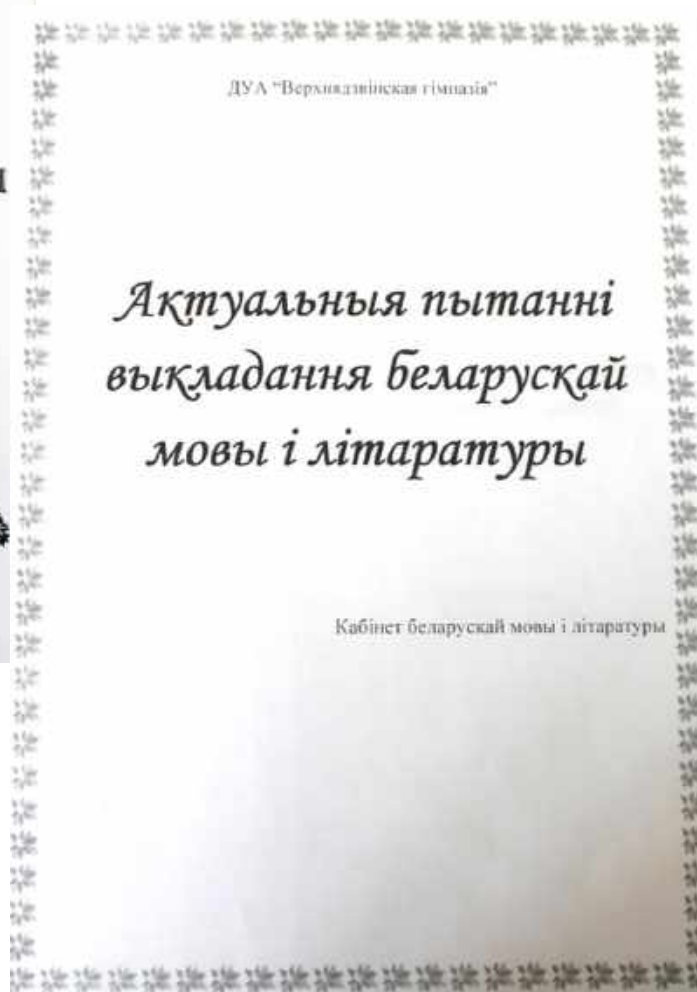 ДУА "Верхнядзвінская гімназія"
Актуальныя пытанні
выкладання беларускай
мовы і літаратуры
Кабінет беларускай мовы і літаратуры